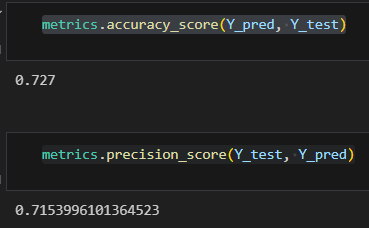 metrics.accuracy_score(Y_pred, Y_test)
0.727
metrics.precision_score(Y_test, Y_pred)
0.7153996101364523